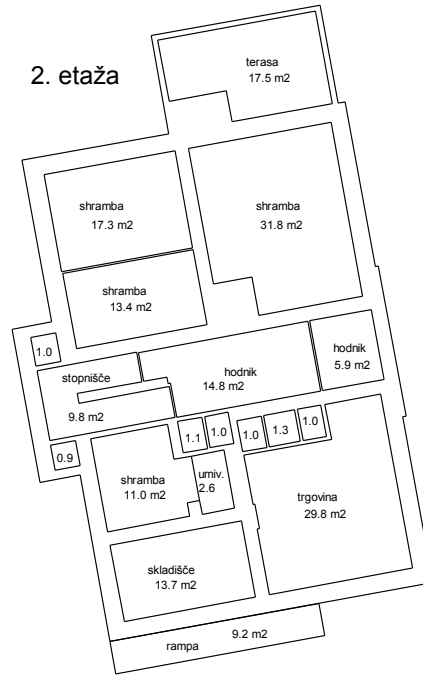 2. etaža
terasa
17.5 m2
shramba
17.3 m2
shramba
31.8 m2
shramba
13.4 m2
1.0
stopnišče
9.8 m2
hodnik
14.8 m2
hodnik
5.9 m2
0.9
1.1
1.0
1.0
1.3
1.0
shramba
11.0 m2
umiv.
2.6
trgovina
29.8 m2
skladišče
13.7 m2
rampa
9.2 m2